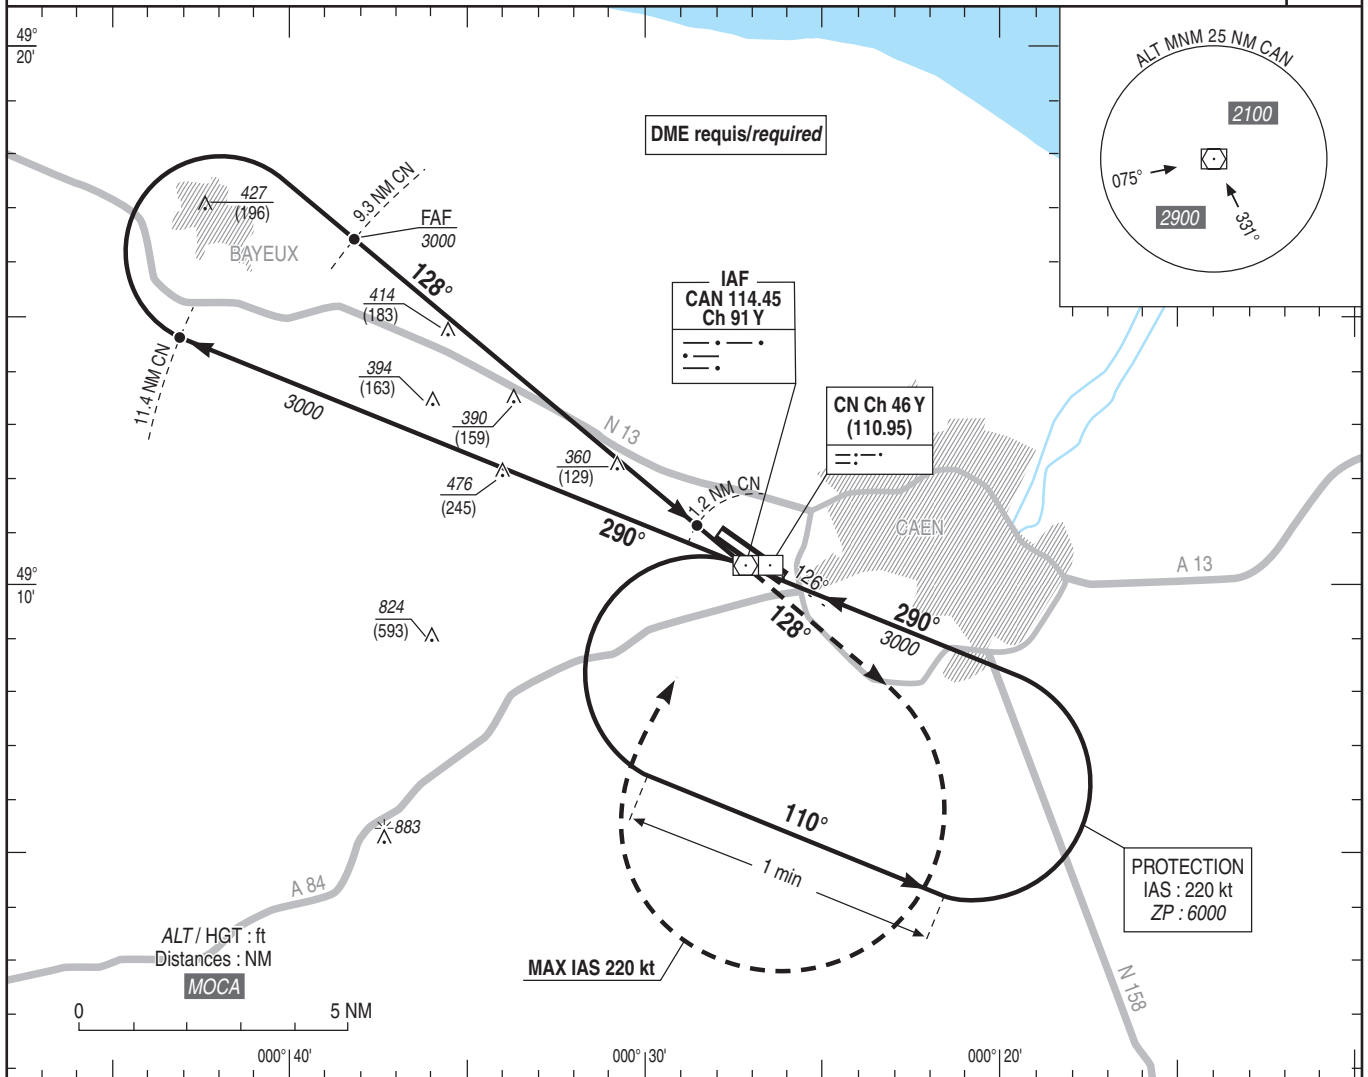 49°
20'
DME requis/required
ALT MNM 25 NM CAN
2100
075°
2900
331°
427
(196)
BAYEUX
9.3 NM CN
FAF
3000
128°
414
(183)
IAF
CAN 114.45
Ch 91 Y
11.4 NM CN
3000
394
(163)
390
(159)
N 13
CN Ch 46 Y
(110.95)
360
(129)
476
(245)
1.2 NM CN
290°
CAEN
49°
10'
126°
128°
290°
3000
A 13
824
(593)
883
110°
1 min
PROTECTION
IAS : 220 kt
ZP : 6000
A 84
ALT / HGT : ft
Distances : NM
MOCA
MAX IAS 220 kt
N 158
0
5 NM
000° 40'
000° 30'
000° 20'